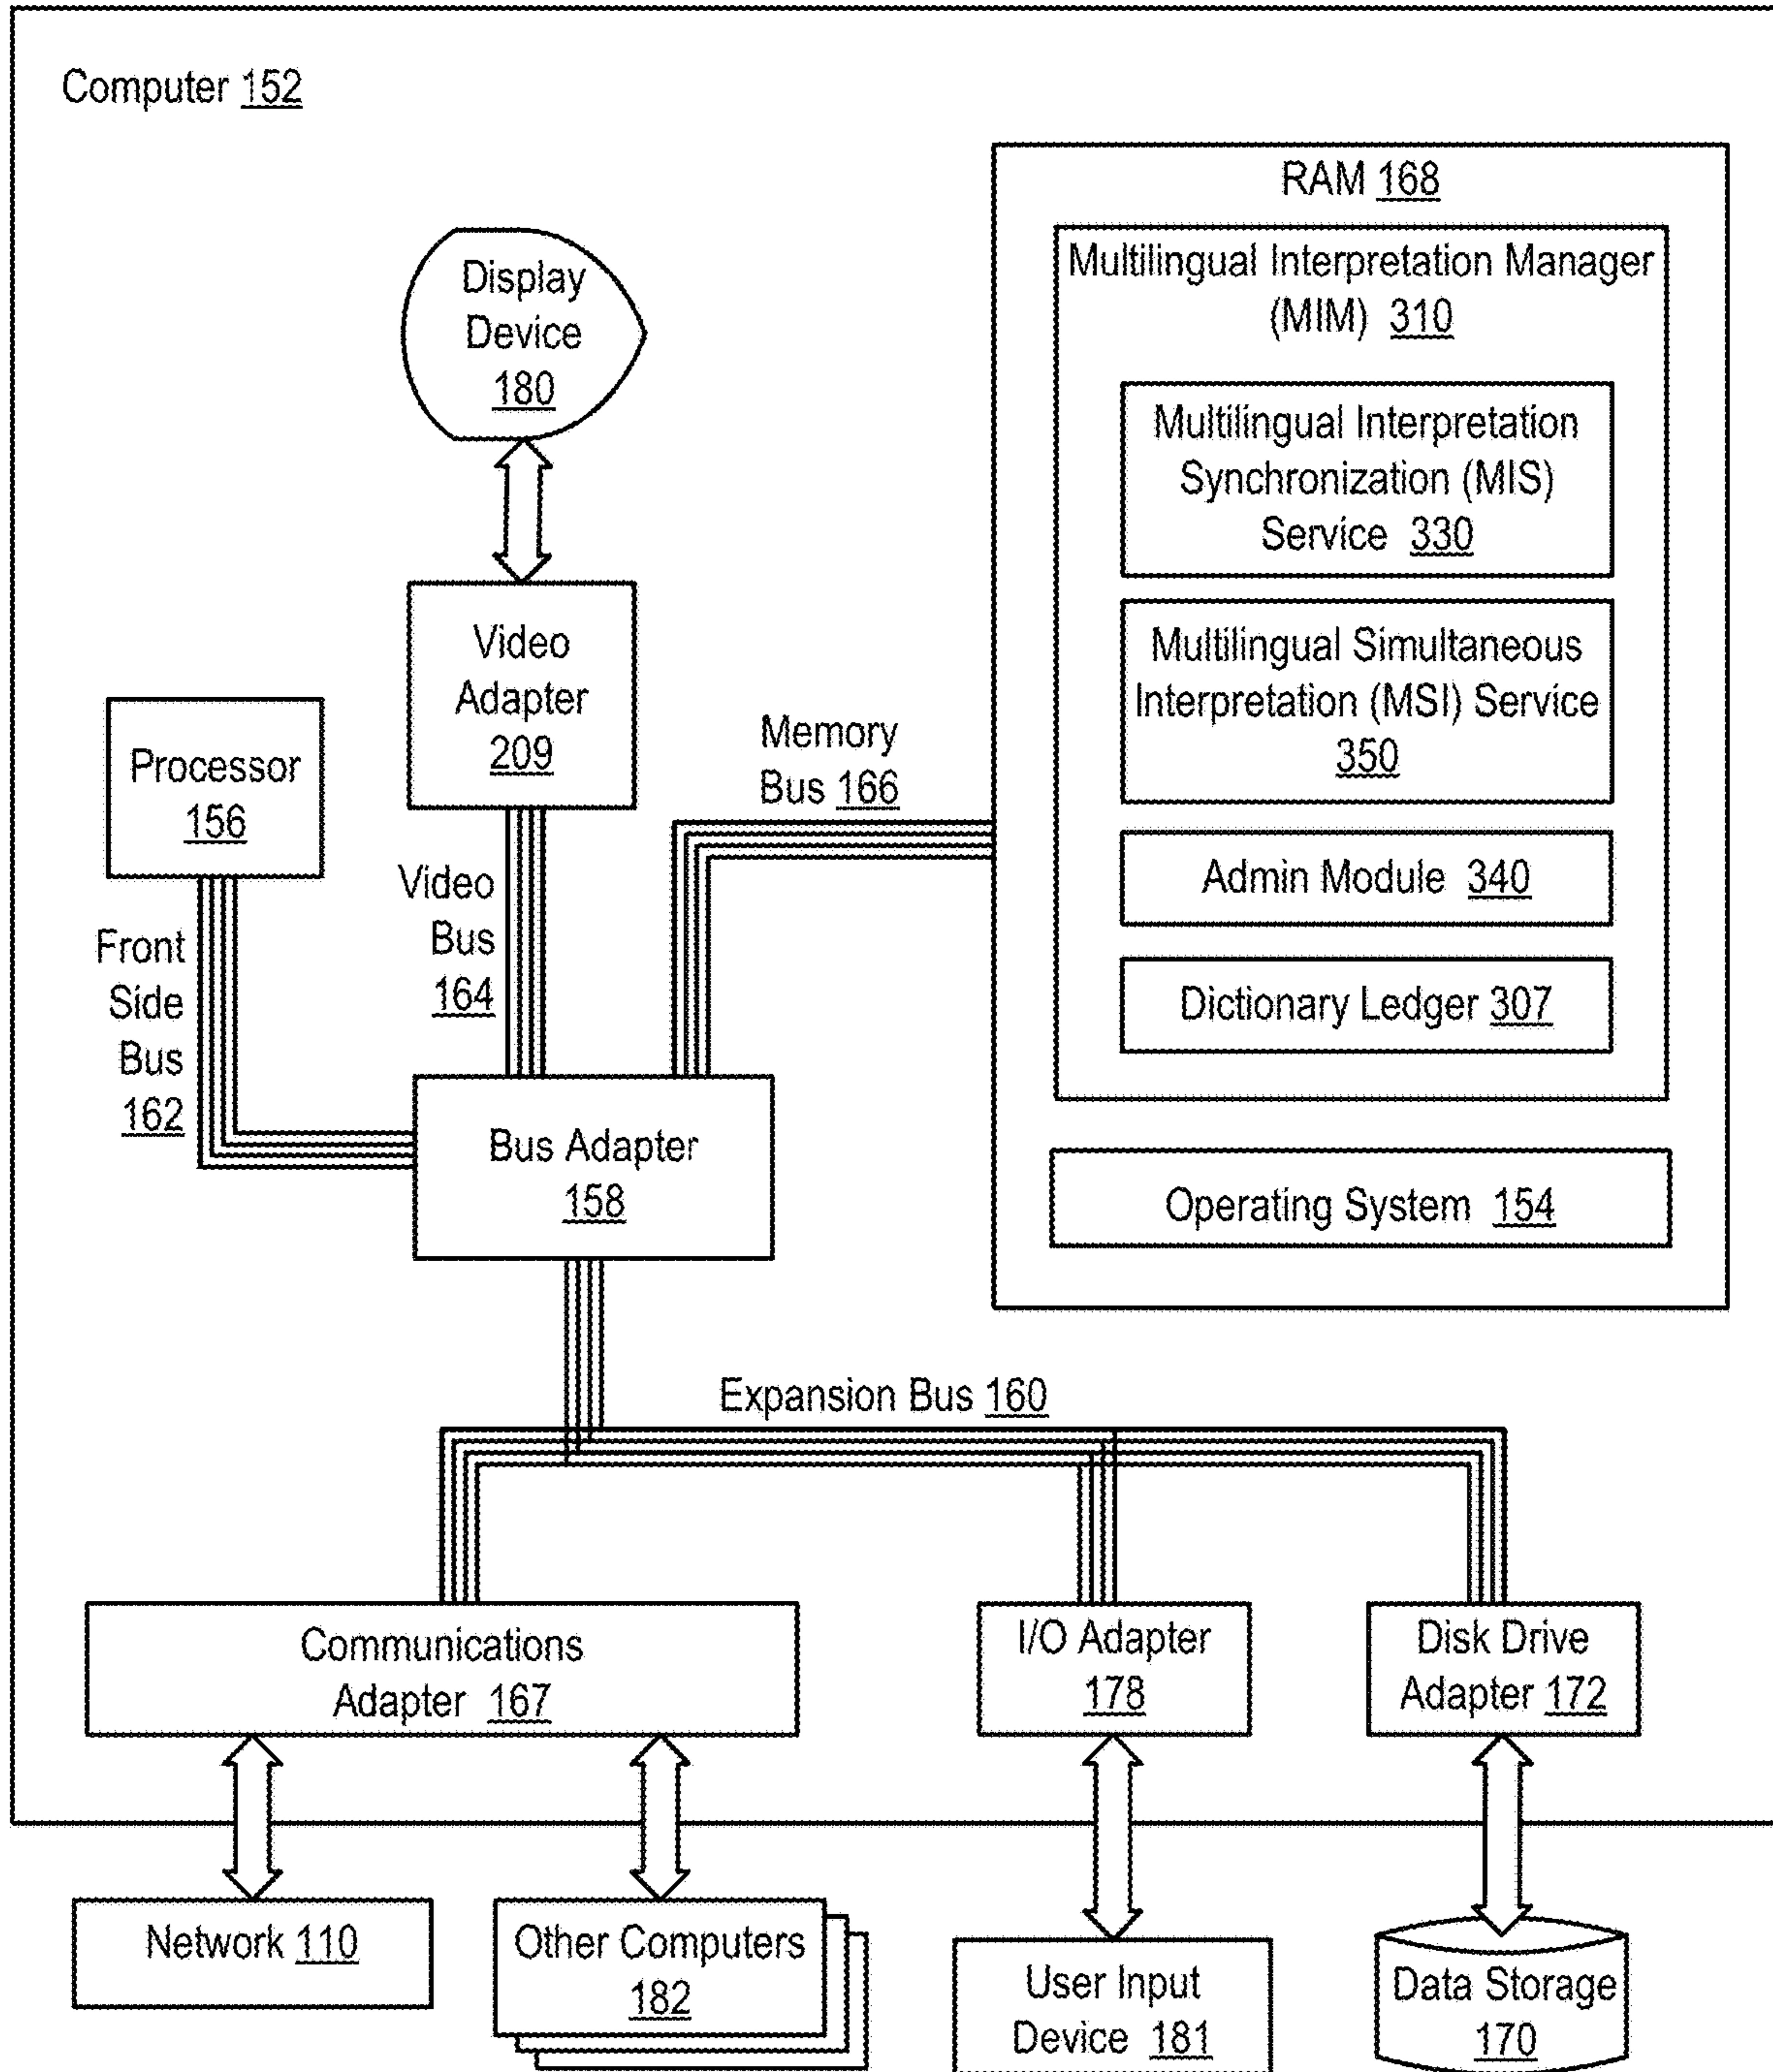 Computer 152
RAM 168
Multilingual Interpretation Manager
(MIM) 310
Multilingual Interpretation
Synchronization (MIS)
Service 330
Multilingual Simultaneous
Interpretation (MSI) Service
350
Admin Module 340
Dictionary Ledger 307
Operating System 154
Display
Device
180
Video
Adapter
209
Processor
156
Memory
Bus 166
Video
Bus
164
Front
Side
Bus
162
Bus Adapter
158
Expansion Bus 160
Communications
Adapter 167
I/O Adapter
178
Disk Drive
Adapter 172
Network 110
Other Computers
182
User Input
Device 181
Data Storage
170